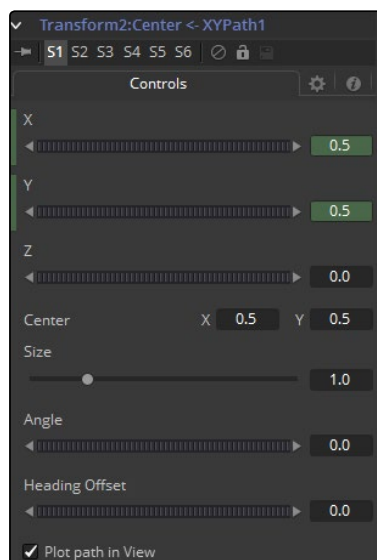 Transform2:Center <- XYPath1
S1 S2 S3 S4 S5 S6
Controls
X
0.5
Y
0.5
Z
0.0
Center X 0.5 Y 0.5
Size
1.0
Angle
0.0
Heading Offset
0.0
Plot path in View